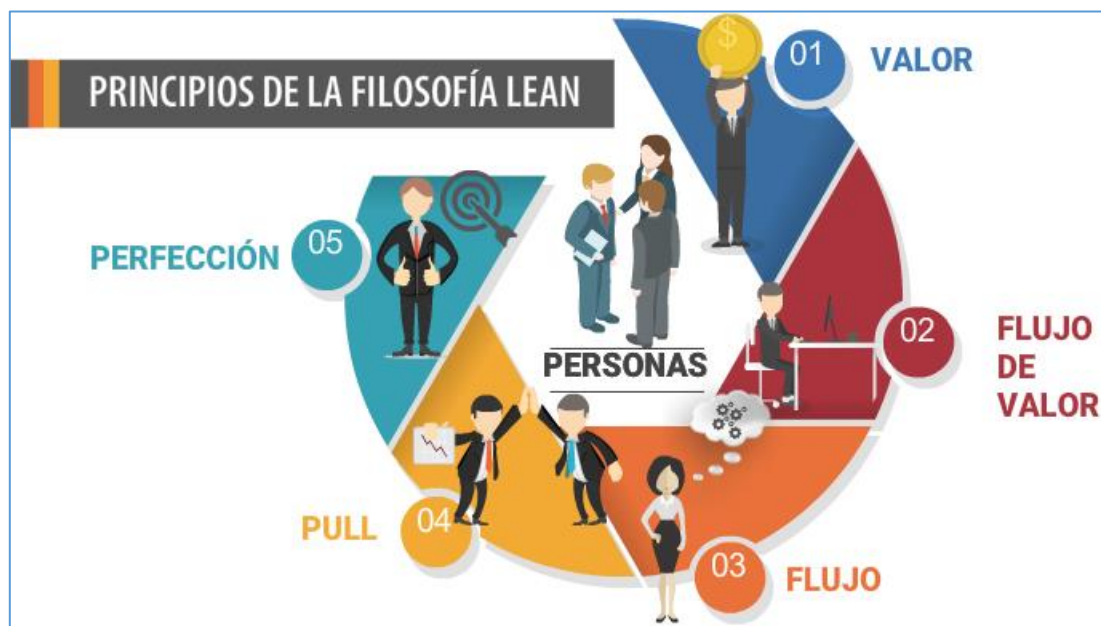 PRINCIPIOS DE LA FILOSOFÍA LEAN
$
01
VALOR
02
FLUJO
DE
VALOR
03
FLUJO
04
PULL
05
PERFECCIÓN
PERSONAS